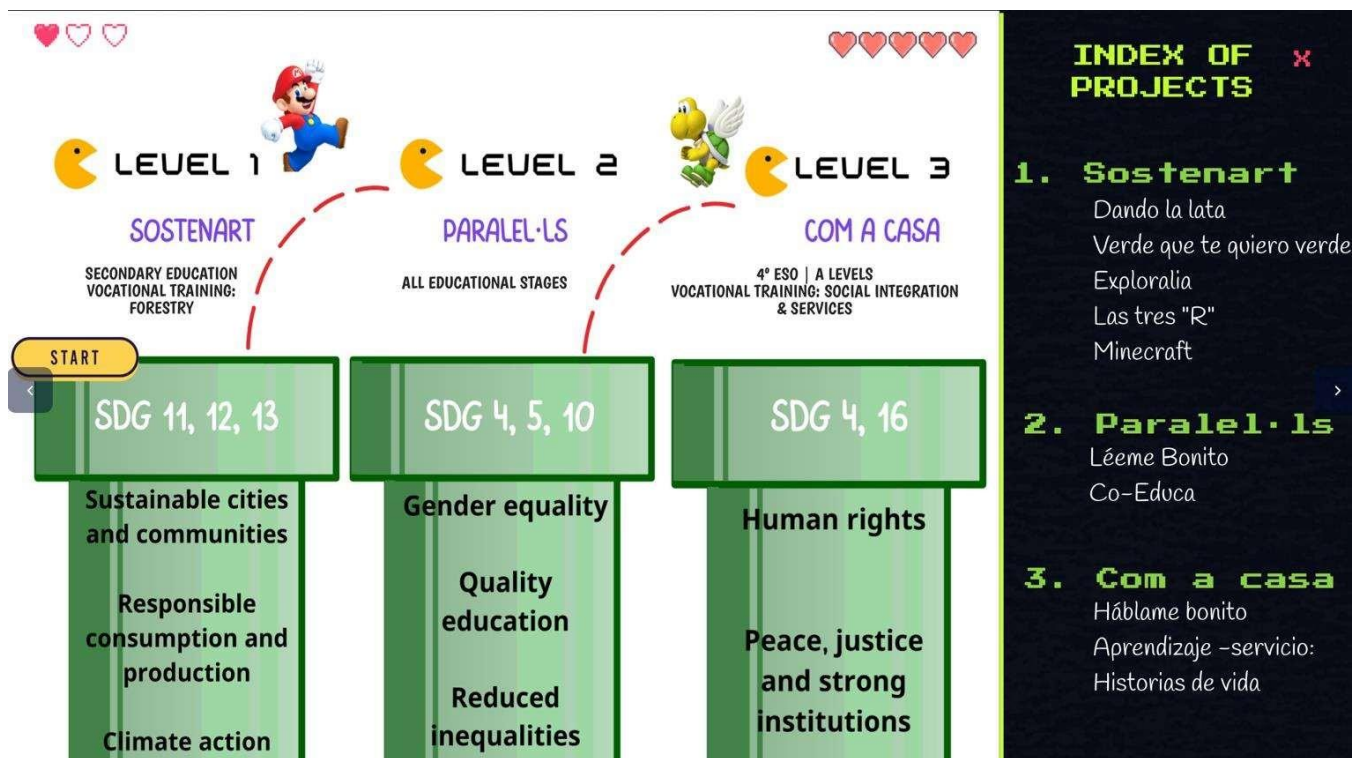 LEVEL 1
SOSTENART
SECONDARY EDUCATION
VOCATIONAL TRAINING:
FORESTRY
START
SDG 11, 12, 13
Sustainable cities
and communities
Responsible
consumption and
production
Climate action
LEVEL 2
PARALEL·LS
ALL EDUCATIONAL STAGES
SDG 4, 5, 10
Gender equality
Quality
education
Reduced
inequalities
LEVEL 3
COM A CASA
4º ESO | A LEVELS
VOCATIONAL TRAINING: SOCIAL INTEGRATION
& SERVICES
SDG 4, 16
Human rights
Peace, justice
and strong
institutions
INDEX OF x
PROJECTS
1. Sostenart
Dando la lata
Verde que te quiero verde
Exploralia
Las tres "R"
Minecraft
2. Paralel·ls
Léeme Bonito
Co-Educa
3. Com a casa
Háblame bonito
Aprendizaje -servicio:
Historias de vida